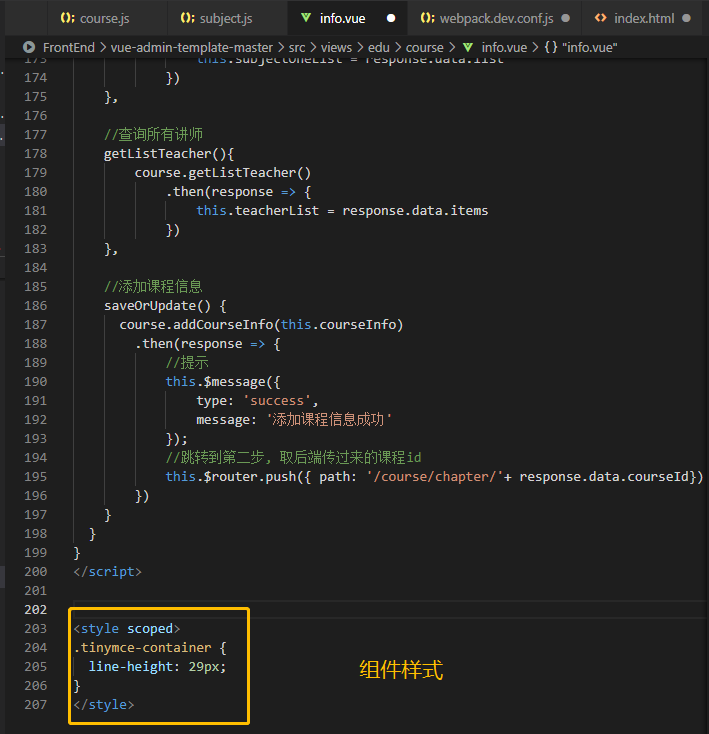 course.js subject.js info.vue webpack.dev.conf.js index.html
FrontEnd > vue-admin-template-master > src > views > edu > course > info.vue > {} "info.vue"
173 this.subjectOneList = response.data.list
174 })
175 },
176
177 //查询所有讲师
178 getListTeacher(){
179 course.getListTeacher()
180 .then(response => {
181 this.teacherList = response.data.items
182 })
183 },
184
185 //添加课程信息
186 saveOrUpdate() {
187 course.addCourseInfo(this.courseInfo)
188 .then(response => {
189 //提示
190 this.$message({
191 type: 'success',
192 message: '添加课程信息成功'
193 });
194 //跳转到第二步, 取后端传过来的课程id
195 this.$router.push({ path: '/course/chapter/'+ response.data.courseId})
196 })
197 }
198 }
199 }
200 </script>
201
202
203 <style scoped>
204 .tinymce-container {
205 line-height: 29px;
206 }
207 </style>
组件样式